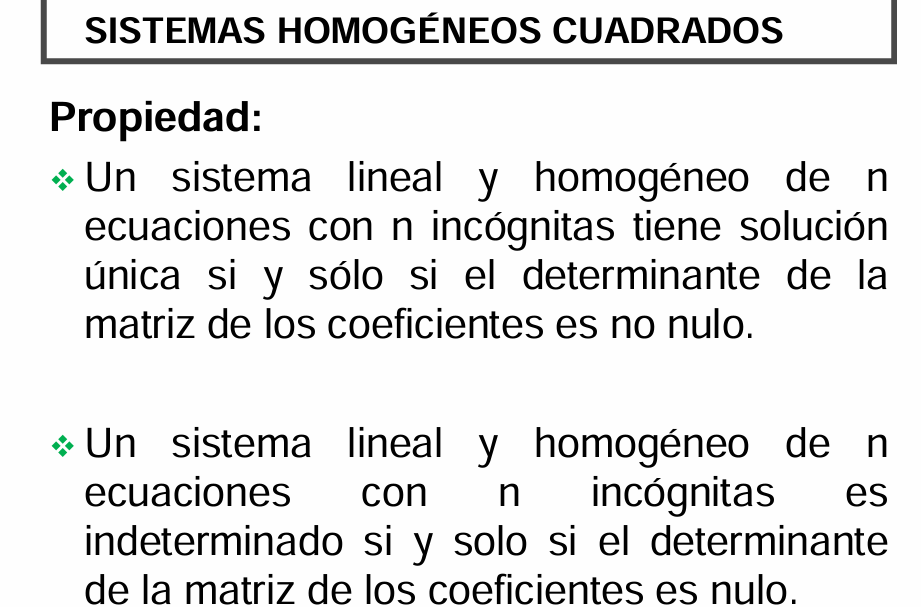 SISTEMAS HOMOGÉNEOS CUADRADOS
Propiedad:
Un sistema lineal y homogéneo de n
ecuaciones con n incógnitas tiene solución
única si y sólo si el determinante de la
matriz de los coeficientes es no nulo.
Un sistema lineal y homogéneo de n
ecuaciones con n incógnitas es
indeterminado si y solo si el determinante
de la matriz de los coeficientes es nulo.